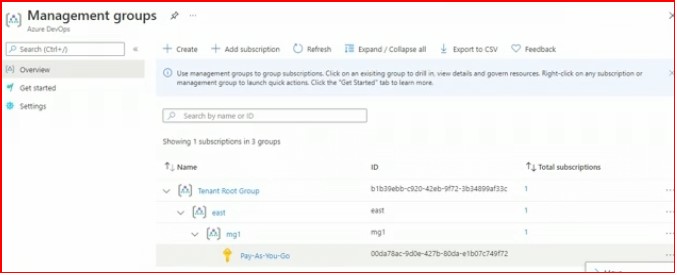 Management groups
Azure DevOps
Search (Ctrl+/)
Overview
Get started
Settings
Create Add subscription Refresh Expand / Collapse all Export to CSV Feedback
Use management groups to group subscriptions. Click on an exisiting group to drill in, view details and govern resources. Right-click on any subscription or
management group to launch quick actions. Click the "Get Started" tab to learn more.
Search by name or ID
Showing 1 subscriptions in 3 groups
Name ID Total subscriptions
Tenant Root Group b1b39ebb-c920-42eb-9f72-3b34899af33c 1
east east 1
mg1 mg1 1
Pay-As-You-Go 00da78ac-9d0e-427b-80da-e1b07c749f72